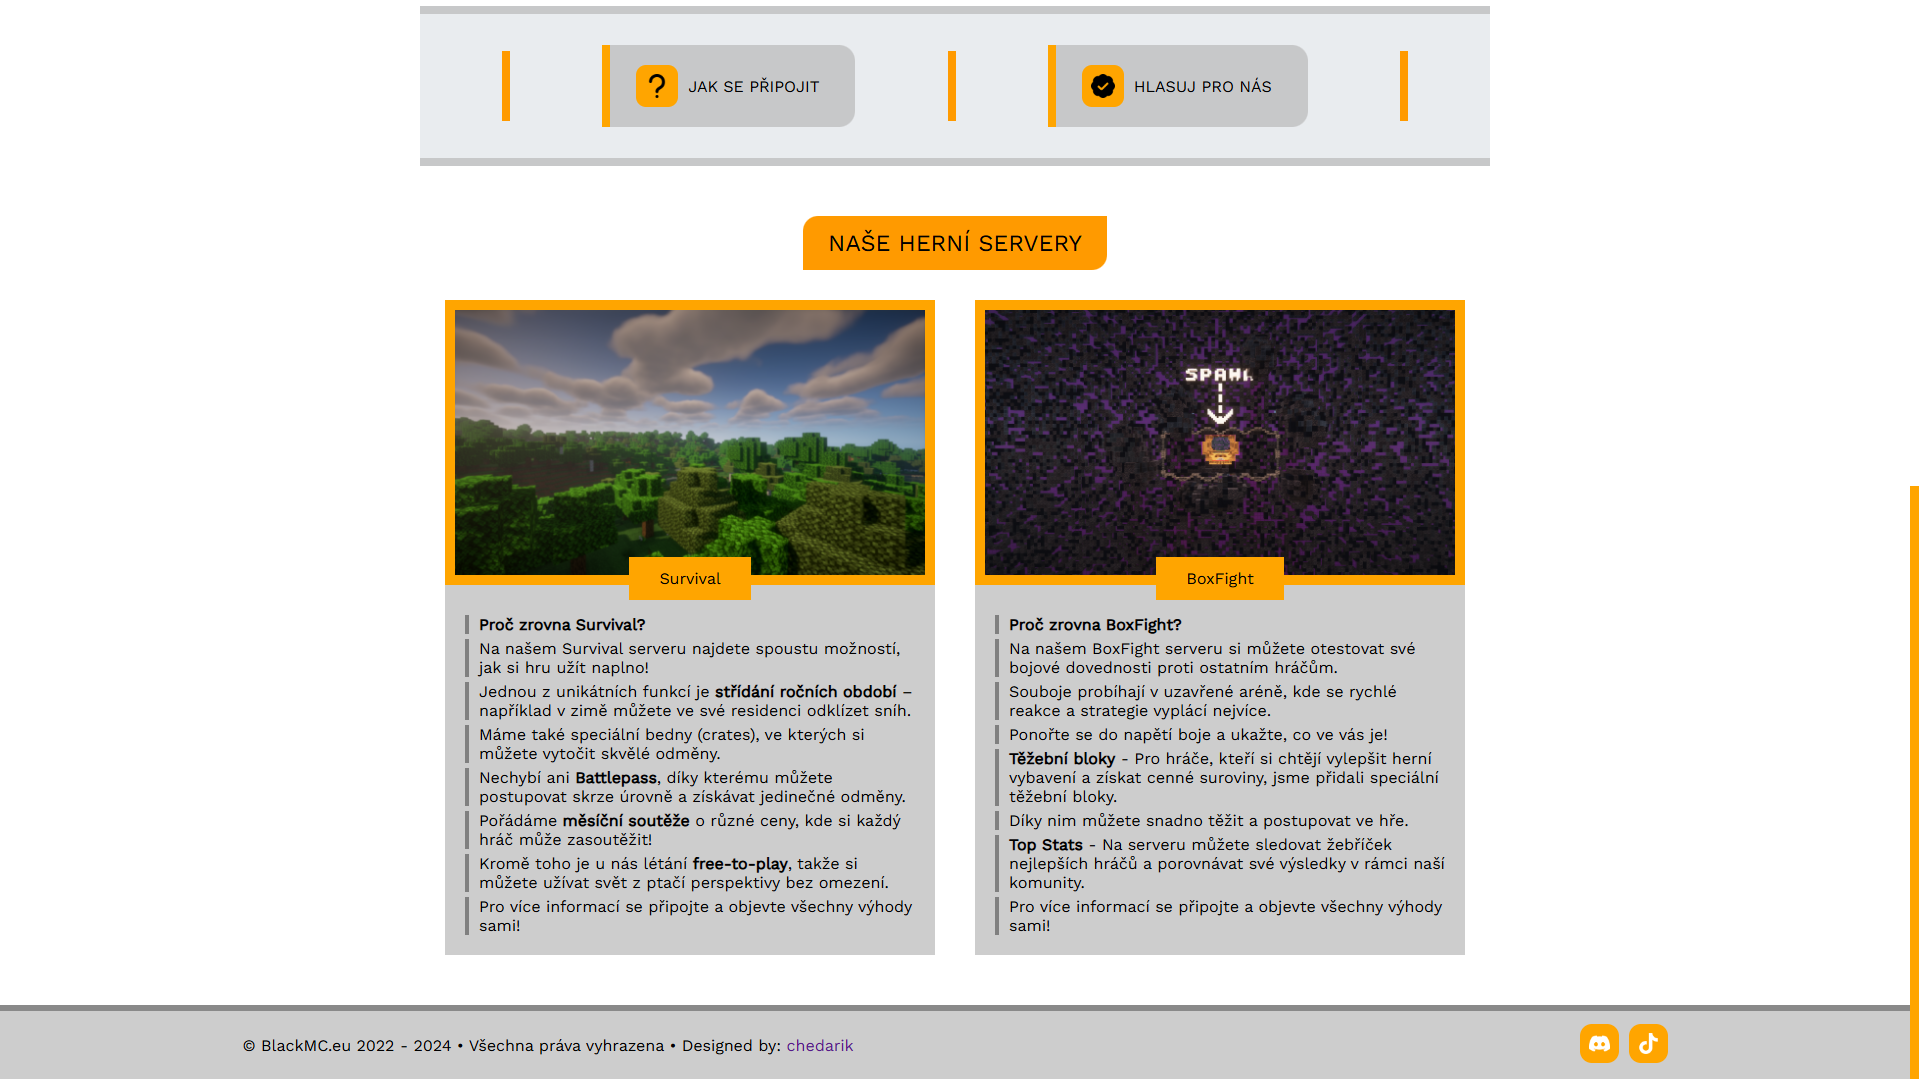 JAK SE PŘIPOJIT
HLASUJ PRO NÁS
NAŠE HERNÍ SERVERY
Survival
Proč zrovna Survival?
Na našem Survival serveru najdete spoustu možností,
jak si hru užít naplno!
Jednou z unikátních funkcí je střídání ročních období –
například v zimě můžete ve své residenci odklízet sníh.
Máme také speciální bedny (crates), ve kterých si
můžete vytočit skvělé odměny.
Nechybí ani Battlepass, díky kterému můžete
postupovat skrze úrovně a získávat jedinečné odměny.
Pořádáme měsíční soutěže o různé ceny, kde si každý
hráč může zasoutěžit!
Kromě toho je u nás létání free-to-play, takže si
můžete užívat svět z ptačí perspektivy bez omezení.
Pro více informací se připojte a objevte všechny výhody
sami!
BoxFight
Proč zrovna BoxFight?
Na našem BoxFight serveru si můžete otestovat své
bojové dovednosti proti ostatním hráčům.
Souboje probíhají v uzavřené aréně, kde se rychlé
reakce a strategie vyplácí nejvíce.
Ponořte se do napětí boje a ukažte, co ve vás je!
Těžební bloky - Pro hráče, kteří si chtějí vylepšit herní
vybavení a získat cenné suroviny, jsme přidali speciální
těžební bloky.
Díky nim můžete snadno těžit a postupovat ve hře.
Top Stats - Na serveru můžete sledovat žebříček
nejlepších hráčů a porovnávat své výsledky v rámci naší
komunity.
Pro více informací se připojte a objevte všechny výhody
sami!
© BlackMC.eu 2022 - 2024 • Všechna práva vyhrazena • Designed by: chedarik